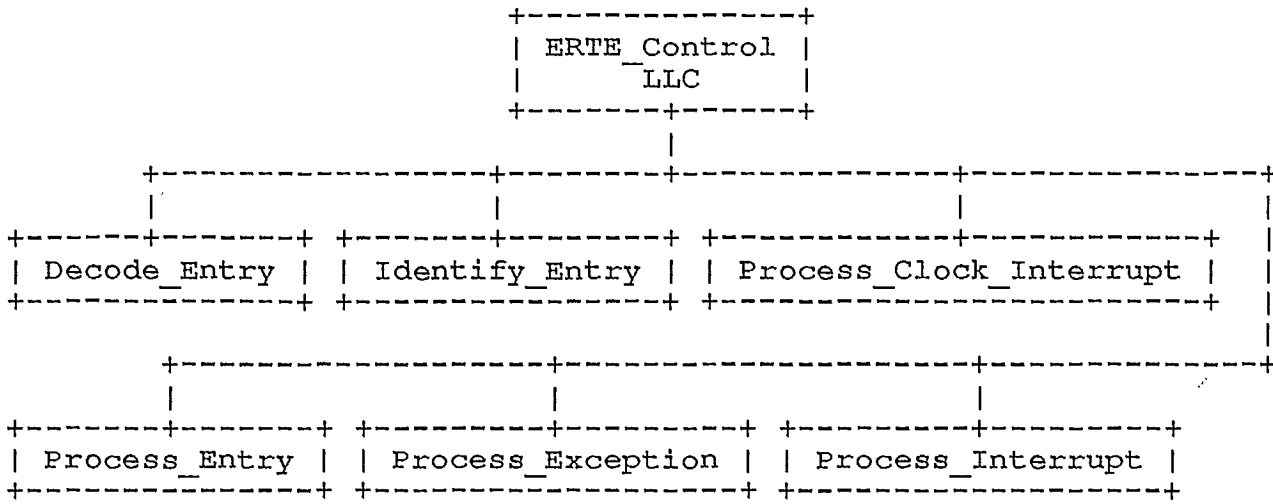 ERTE_Control
LLC
Decode_Entry
Identify_Entry
Process_Clock_Interrupt
Process_Entry
Process_Exception
Process_Interrupt